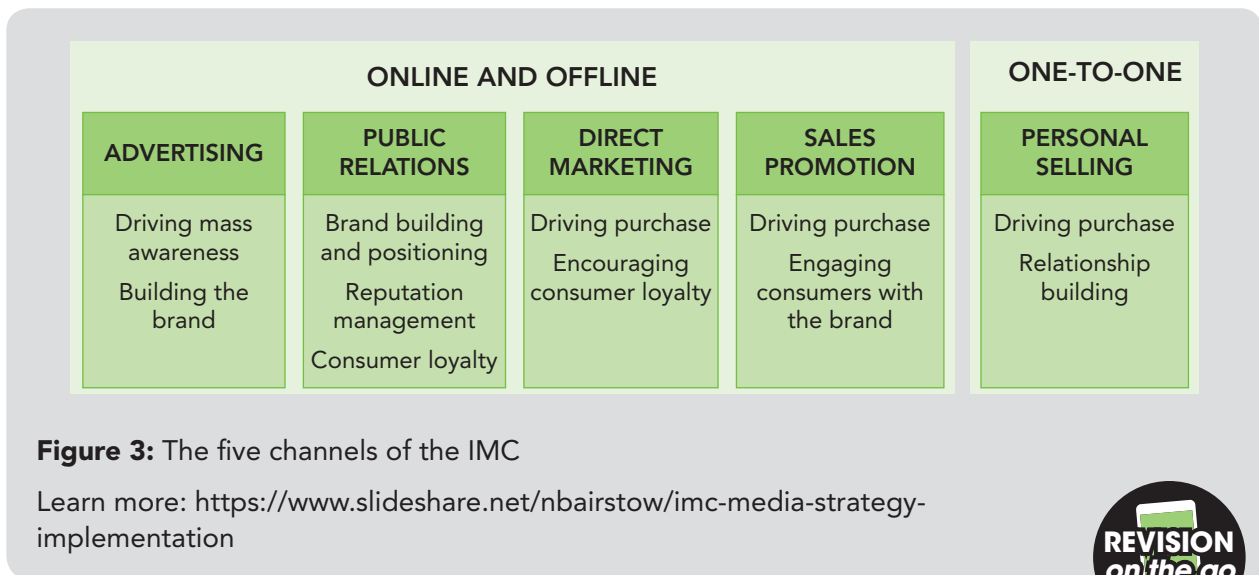 ONLINE AND OFFLINE
ADVERTISING
Driving mass
awareness
Building the
brand
PUBLIC
RELATIONS
Brand building
and positioning
Reputation
management
Consumer loyalty
DIRECT
MARKETING
Driving purchase
Encouraging
consumer loyalty
SALES
PROMOTION
Driving purchase
Engaging
consumers with
the brand
ONE-TO-ONE
PERSONAL
SELLING
Driving purchase
Relationship
building
Figure 3: The five channels of the IMC
Learn more: https://www.slideshare.net/nbairstow/imc-media-strategy-
implementation
REVISION
on the go